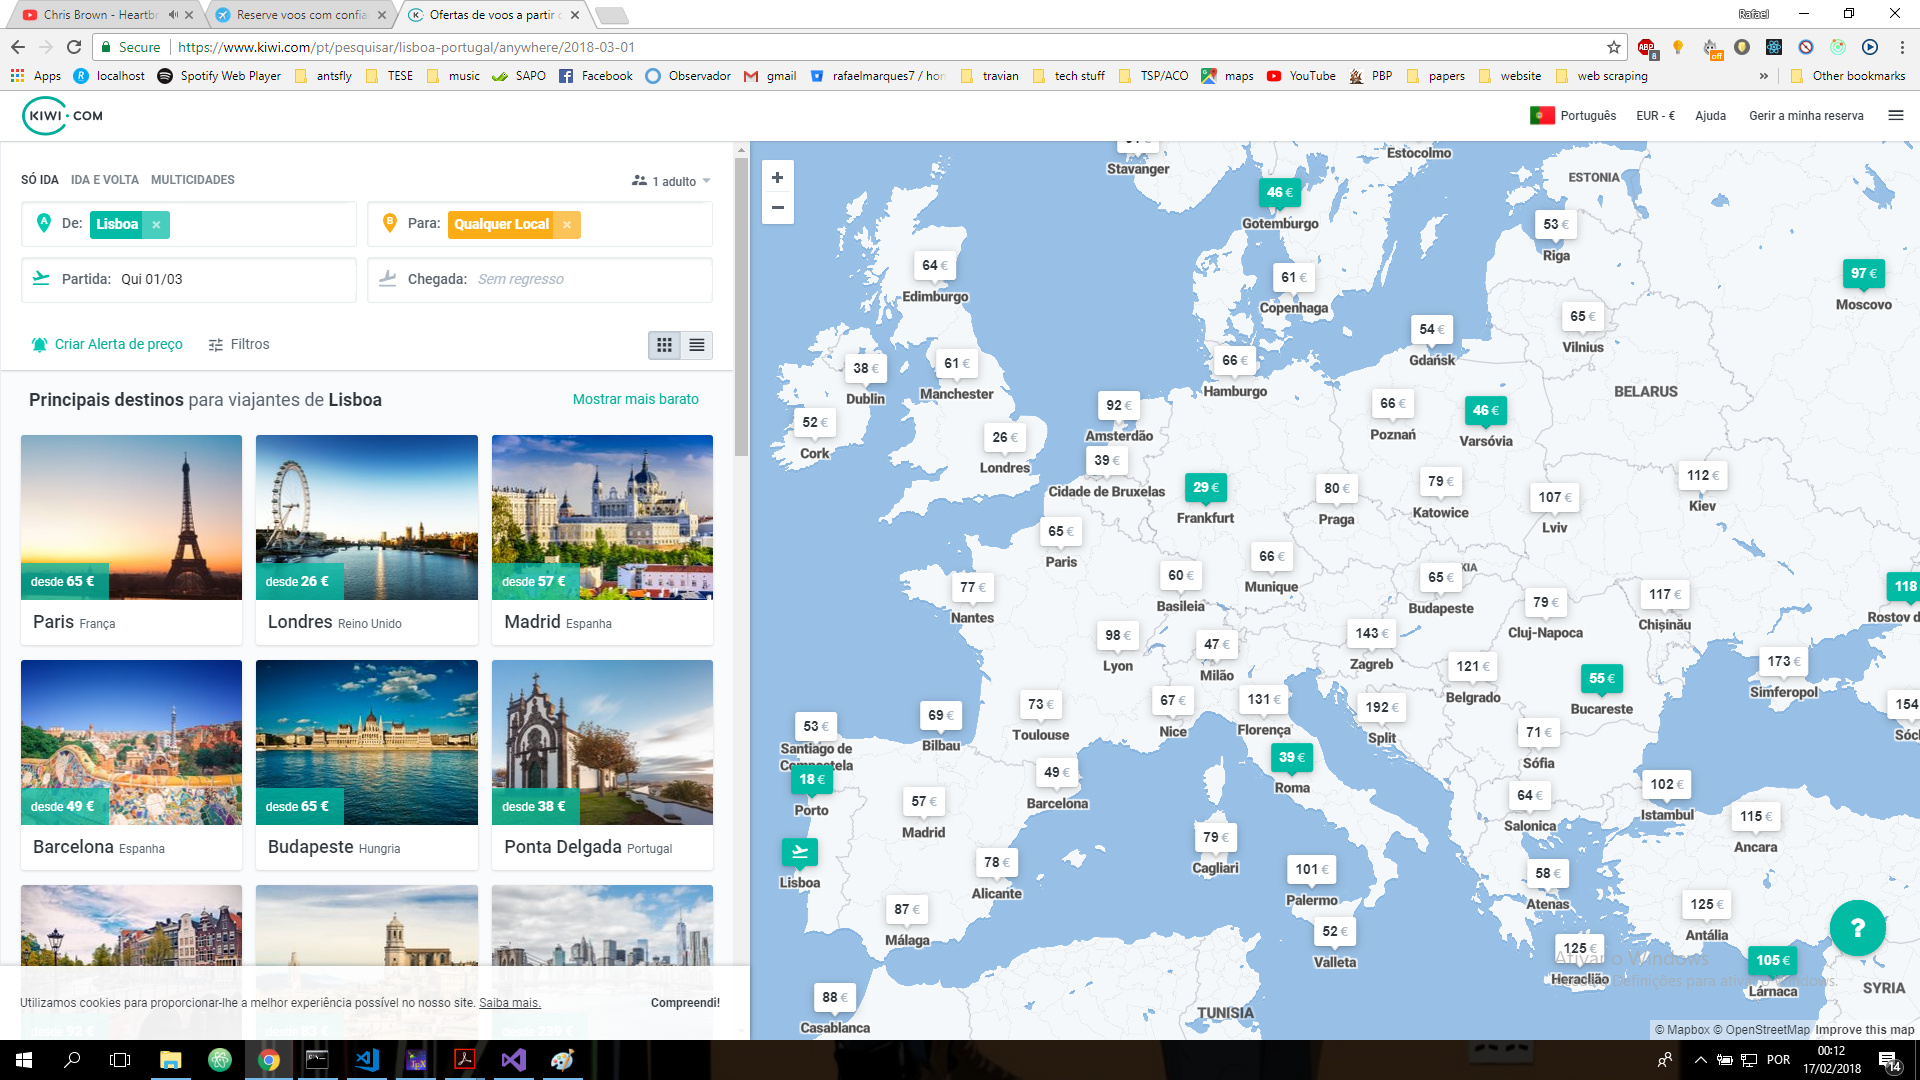 Chris Brown - Heartbr
Reserve voos com confia
Ofertas de voos a partir
Rafael
Secure
https://www.kiwi.com/pt/pesquisar/lisboa-portugal/anywhere/2018-03-01
Apps
localhost
Spotify Web Player
antsfly
TESE
music
SAPO
Facebook
Observador
gmail
rafaelmarques7 / hom
travian
tech stuff
TSP/ACO
maps
YouTube
PBP
papers
website
web scraping
Other bookmarks
KIWI.COM
Português
EUR - €
Ajuda
Gerir a minha reserva
SÓ IDA
IDA E VOLTA
MULTICIDADES
1 adulto
De: Lisboa
Para: Qualquer Local
Partida: Qui 01/03
Chegada: Sem regresso
Criar Alerta de preço
Filtros
Principais destinos para viajantes de Lisboa
Mostrar mais barato
desde 65 €
Paris França
desde 26 €
Londres Reino Unido
desde 57 €
Madrid Espanha
desde 49 €
Barcelona Espanha
desde 65 €
Budapeste Hungria
desde 38 €
Ponta Delgada Portugal
Utilizamos cookies para proporcionar-lhe a melhor experiência possível no nosso site. Saiba mais.
Compreendi!
Stavanger
Estocolmo
ESTONIA
46 €
Gotemburgo
53 €
Riga
64 €
Edimburgo
61 €
Copenhaga
97 €
Moscovo
54 €
Gdańsk
65 €
Vilnius
38 €
Dublin
61 €
Manchester
66 €
Hamburgo
BELARUS
92 €
Amsterdão
66 €
Poznań
46 €
Varsóvia
52 €
Cork
26 €
Londres
39 €
Cidade de Bruxelas
29 €
Frankfurt
80 €
Praga
79 €
Katowice
107 €
Lviv
112 €
Kiev
65 €
Paris
60 €
Basileia
66 €
Munique
65 €
Budapeste
KIA
77 €
Nantes
79 €
Cluj-Napoca
117 €
Chișinău
118
Rostov d
98 €
Lyon
47 €
Milão
143 €
Zagreb
121 €
Belgrado
55 €
Bucareste
173 €
Simferopol
154
Sóc
53 €
Santiago de
Compostela
69 €
Bilbau
73 €
Toulouse
67 €
Nice
131 €
Florença
192 €
Split
71 €
Sófia
18 €
Porto
49 €
Barcelona
39 €
Roma
64 €
Salonica
102 €
Istambul
115 €
Ancara
57 €
Madrid
79 €
Cagliari
Lisboa
78 €
Alicante
101 €
Palermo
58 €
Atenas
87 €
Málaga
52 €
Valleta
125 €
Antália
125 €
Heraclião
105 €
Lárnaca
Ativar o Windows
Definições para ativar o Windows.
88 €
Casablanca
TUNISIA
SYRIA
?
© Mapbox © OpenStreetMap Improve this map
POR
00:12
17/02/2018
14